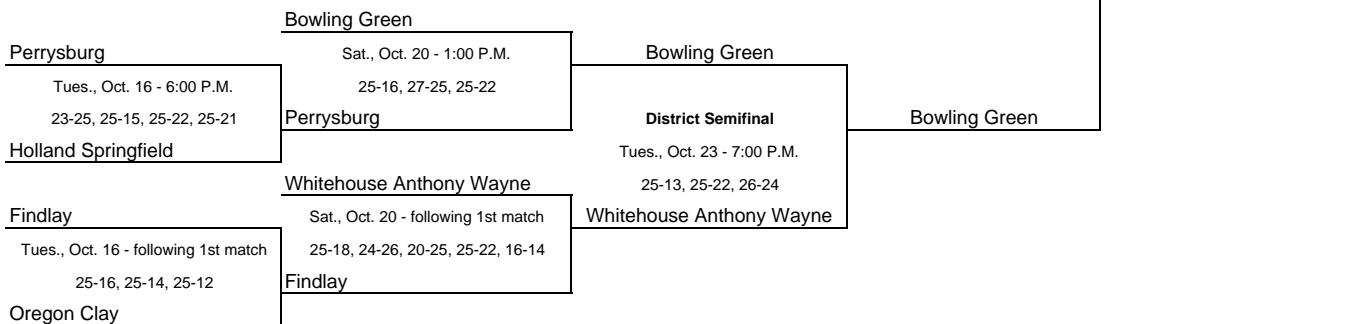 Bowling Green
Perrysburg
Sat., Oct. 20 - 1:00 P.M.
Bowling Green
Tues., Oct. 16 - 6:00 P.M.
25-16, 27-25, 25-22
23-25, 25-15, 25-22, 25-21
Perrysburg
District Semifinal
Bowling Green
Holland Springfield
Tues., Oct. 23 - 7:00 P.M.
Whitehouse Anthony Wayne
25-13, 25-22, 26-24
Findlay
Sat., Oct. 20 - following 1st match
Whitehouse Anthony Wayne
Tues., Oct. 16 - following 1st match
25-18, 24-26, 20-25, 25-22, 16-14
25-16, 25-14, 25-12
Findlay
Oregon Clay